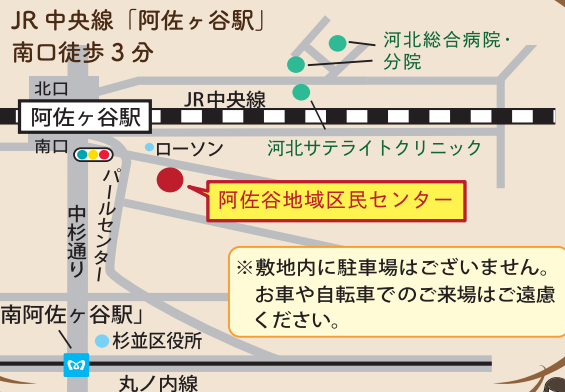 JR中央線「阿佐ヶ谷駅」
南口徒歩3分
河北総合病院・
分院
北口
JR中央線
阿佐ヶ谷駅
南口
ローソン
河北サテライトクリニック
パールセンター
阿佐谷地域区民センター
中杉通り
※敷地内に駐車場はございません。
お車や自転車でのご来場はご遠慮
ください。
南阿佐ヶ谷駅」
杉並区役所
丸ノ内線